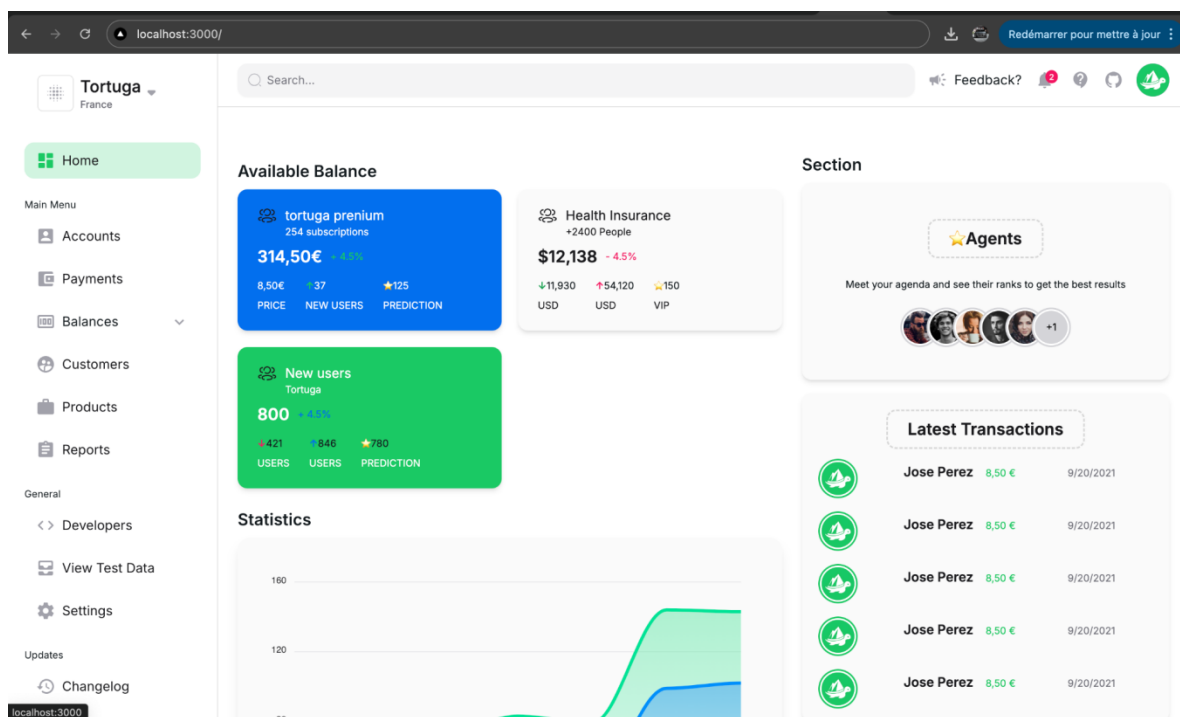 localhost:3000/
Redémarrer pour mettre à jour
Tortuga
France
Search...
Feedback?
2
Home
Main Menu
Accounts
Payments
Balances
Customers
Products
Reports
General
Developers
View Test Data
Settings
Updates
Changelog
localhost:3000
Available Balance
tortuga prenium
254 subscriptions
314,50€ + 4.5%
8,50€ ↑37 ⭐125
PRICE NEW USERS PREDICTION
Health Insurance
+2400 People
$12,138 - 4.5%
↓11,930 ↑54,120 ⭐150
USD USD VIP
New users
Tortuga
800 + 4.5%
↓421 ↑846 ⭐780
USERS USERS PREDICTION
Statistics
160
120
Section
⭐Agents
Meet your agenda and see their ranks to get the best results
+1
Latest Transactions
Jose Perez 8,50 € 9/20/2021
Jose Perez 8,50 € 9/20/2021
Jose Perez 8,50 € 9/20/2021
Jose Perez 8,50 € 9/20/2021
Jose Perez 8,50 € 9/20/2021